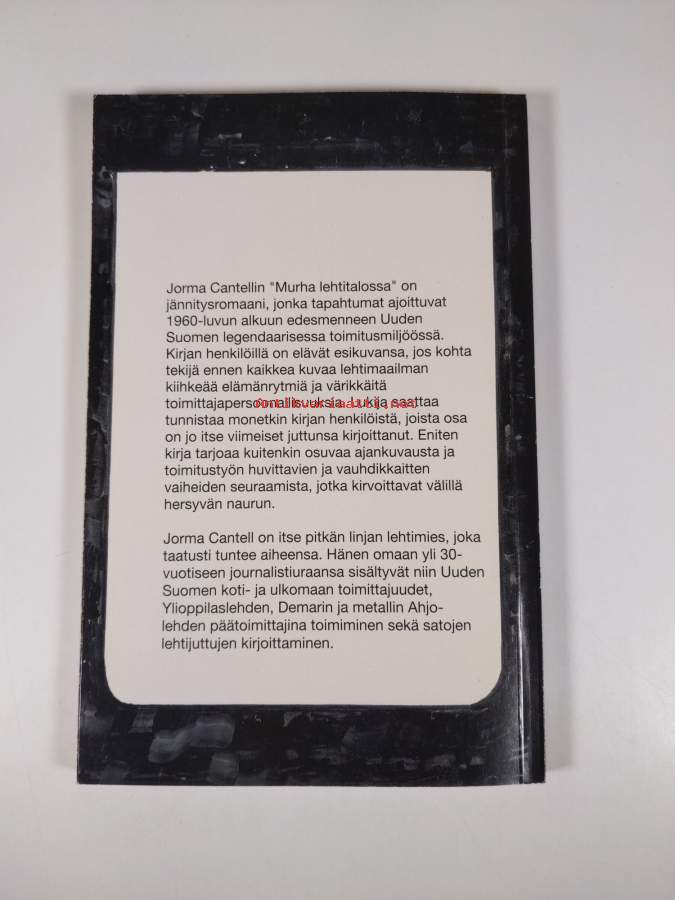 Jorma Cantellin "Murha lehtitalossa" on
jännitysromaani, jonka tapahtumat ajoittuvat
1960-luvun alkuun edesmenneen Uuden
Suomen legendaarisessa toimitusmiljöössä.
Kirjan henkilöillä on elävät esikuvansa, jos kohta
tekijä ennen kaikkea kuvaa lehtimaailman
kiihkeää elämänrytmiä ja värikkäitä
toimittajapersoonallisuuksia. Lukija saattaa
Antikvariaatti.net
tunnistaa monetkin kirjan henkilöistä, joista osa
on jo itse viimeiset juttunsa kirjoittanut. Eniten
kirja tarjoaa kuitenkin osuvaa ajankuvausta ja
toimitustyön huvittavien ja vauhdikkaitten
vaiheiden seuraamista, jotka kirvoittavat välillä
hersyvän naurun.
Jorma Cantell on itse pitkän linjan lehtimies, joka
taatusti tuntee aiheensa. Hänen omaan yli 30-
vuotiseen journalistiuraansa sisältyvät niin Uuden
Suomen koti- ja ulkomaan toimittajuudet,
Ylioppilaslehden, Demarin ja metallin Ahjo-
lehden päätoimittajina toimiminen sekä satojen
lehtijuttujen kirjoittaminen.